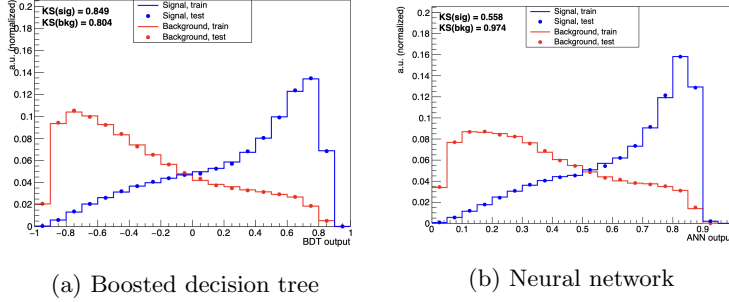 KS(sig) = 0.849
KS(bkg) = 0.804
Signal, train
Signal, test
Background, train
Background, test
a.u. (normalized)
0.2
0.18
0.16
0.14
0.12
0.1
0.08
0.06
0.04
0.02
0
-1 -0.8 -0.6 -0.4 -0.2 0 0.2 0.4 0.6 0.8 1
BDT output
(a) Boosted decision tree
KS(sig) = 0.558
KS(bkg) = 0.974
Signal, train
Signal, test
Background, train
Background, test
a.u. (normalized)
0.2
0.18
0.16
0.14
0.12
0.1
0.08
0.06
0.04
0.02
0
0 0.1 0.2 0.3 0.4 0.5 0.6 0.7 0.8 0.9 1
ANN output
(b) Neural network